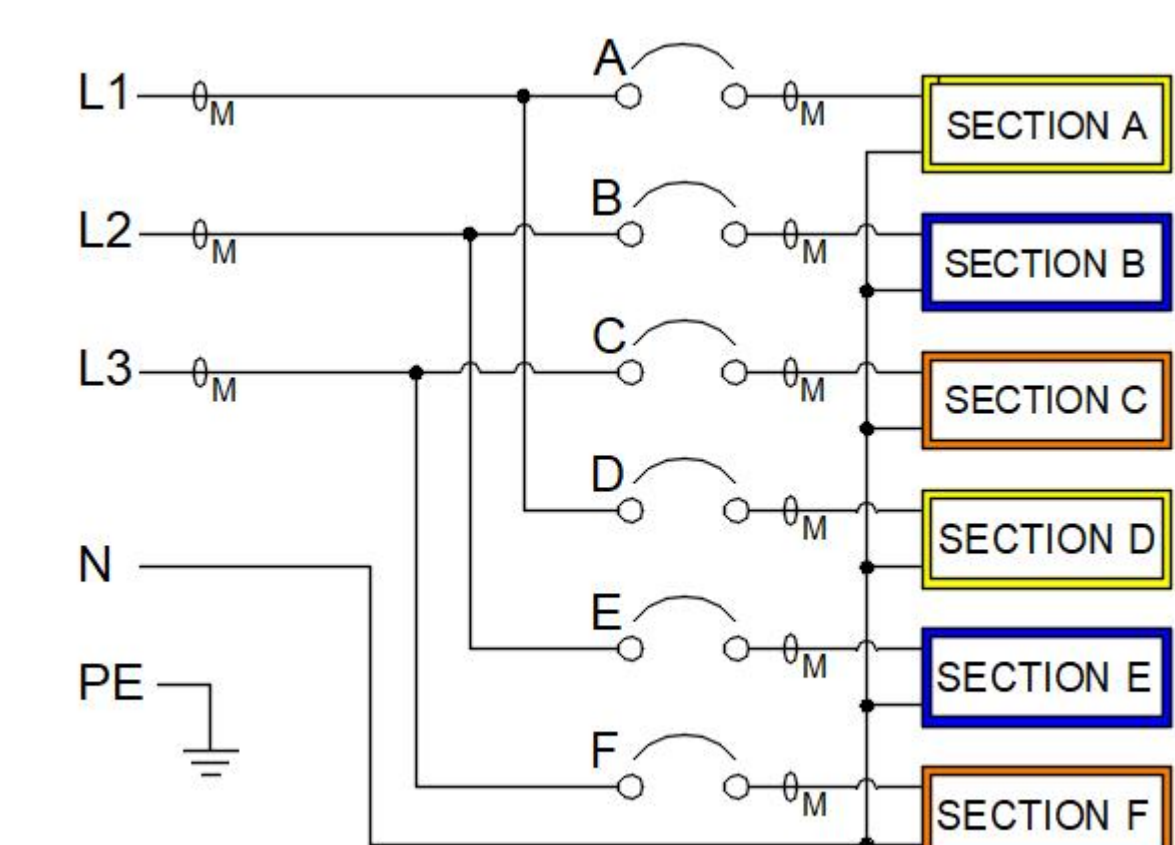 A
L1
M
M
SECTION A
B
L2
M
M
SECTION B
C
L3
M
M
SECTION C
D
M
SECTION D
N
E
M
SECTION E
PE
F
M
SECTION F